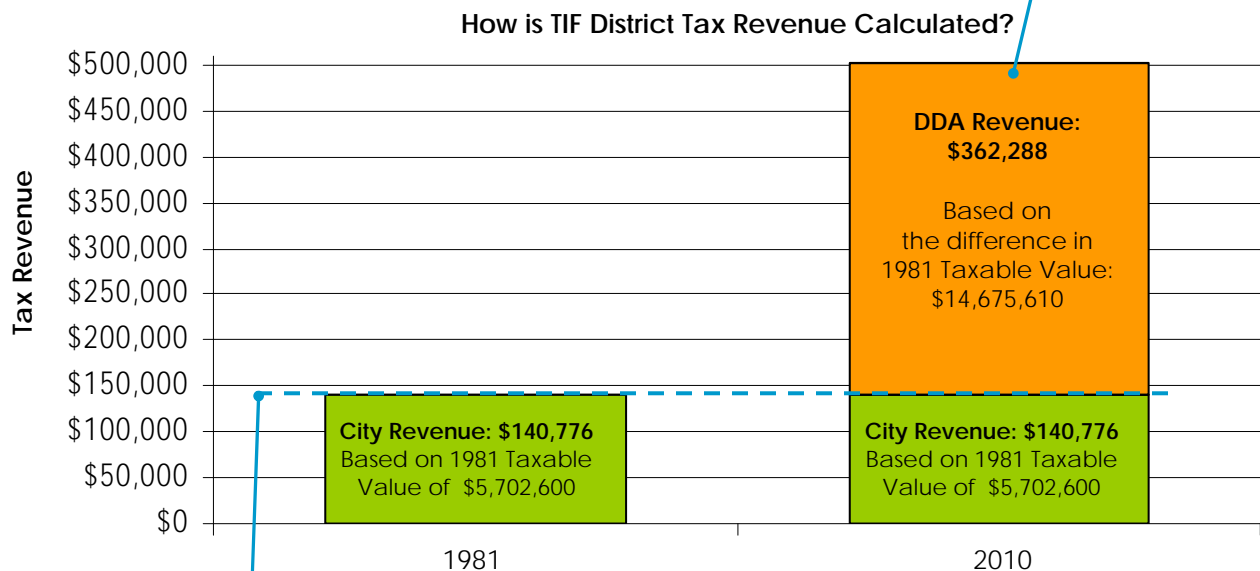 How is TIF District Tax Revenue Calculated?
Tax Revenue
$500,000
$450,000
$400,000
$350,000
$300,000
$250,000
$200,000
$150,000
$100,000
$50,000
$0
City Revenue: $140,776
Based on 1981 Taxable
Value of $5,702,600
DDA Revenue:
$362,288
Based on
the difference in
1981 Taxable Value:
$14,675,610
City Revenue: $140,776
Based on 1981 Taxable
Value of $5,702,600
1981
2010